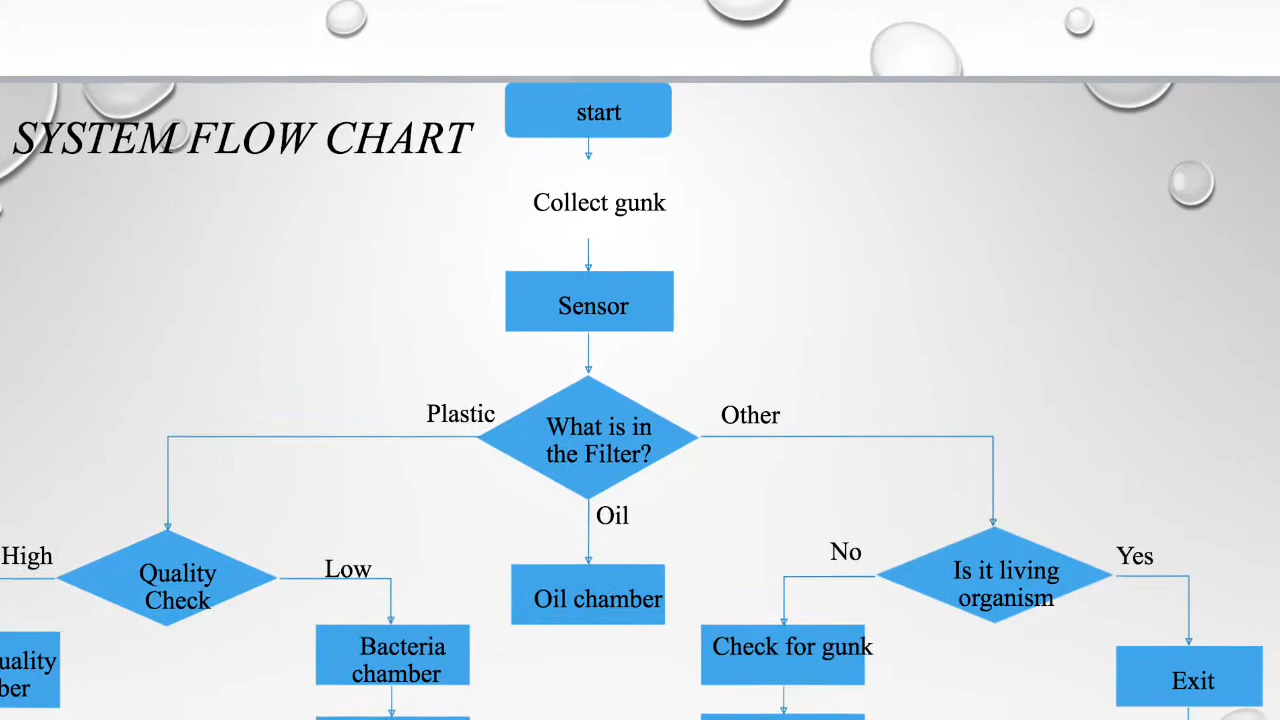 start
SYSTEM FLOW CHART
Collect gunk
Sensor
Plastic
What is in
the Filter?
Other
Oil
High
Quality
Check
Low
Oil chamber
No
Is it living
organism
Yes
Bacteria
chamber
Check for gunk
Exit